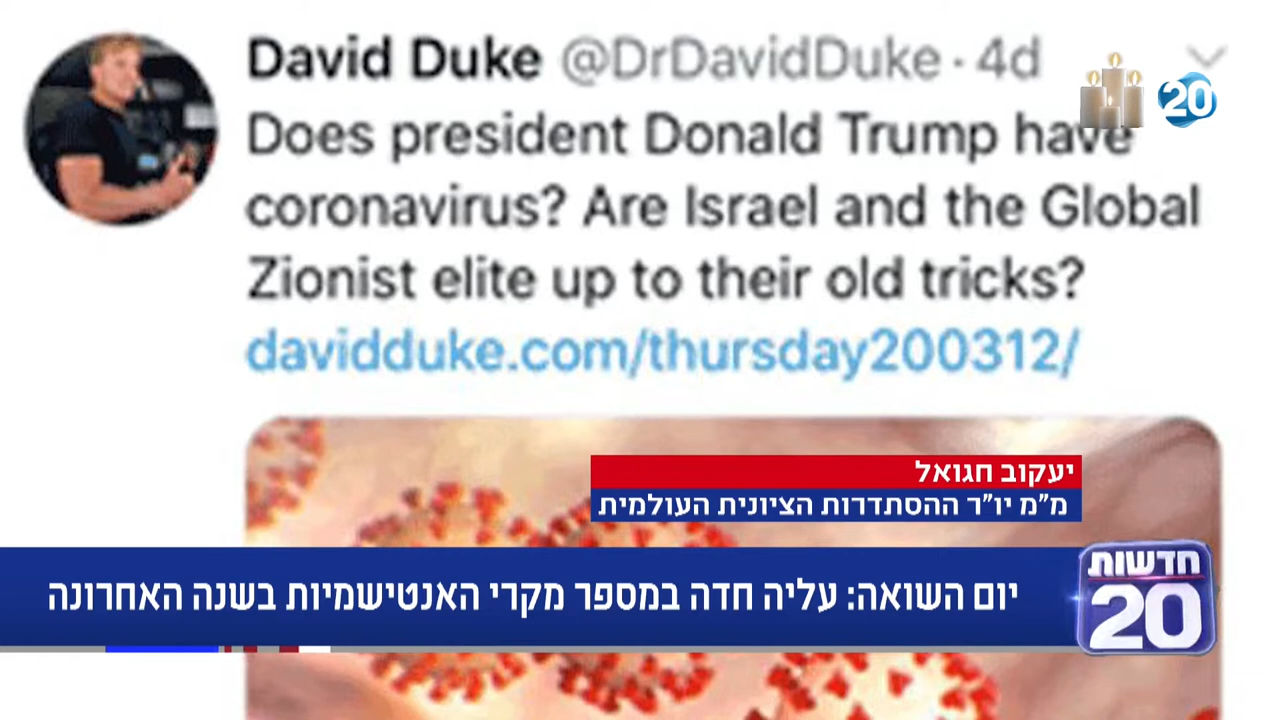 David Duke @DrDavidDuke · 4d
Does president Donald Trump have
coronavirus? Are Israel and the Global
Zionist elite up to their old tricks?
davidduke.com/thursday200312/
20
יעקוב חגואל
מ״מ יו״ר ההסתדרות הציונית העולמית
יום השואה: עליה חדה במספר מקרי האנטישמיות בשנה האחרונה
חדשות
20